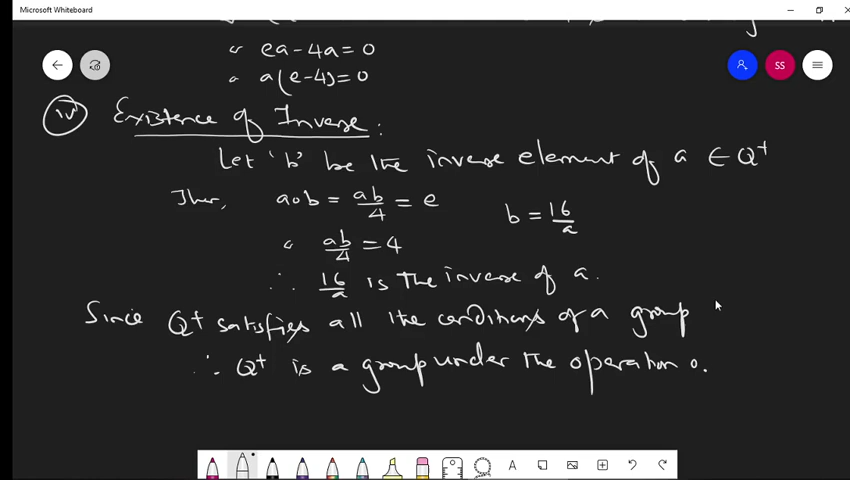 Microsoft Whiteboard
" ea - 4a = 0
" a(e-4) = 0
SS
(iv) Existence of Inverse:
Let 'b' be the inverse element of a ∈ Q+
Then, aob = ab/4 = e b = 16/a
" ab/4 = 4
∴ 16/a is the inverse of a.
Since Q+ satisfies all the conditions of a group
∴ Q+ is a group under the operation o.
A